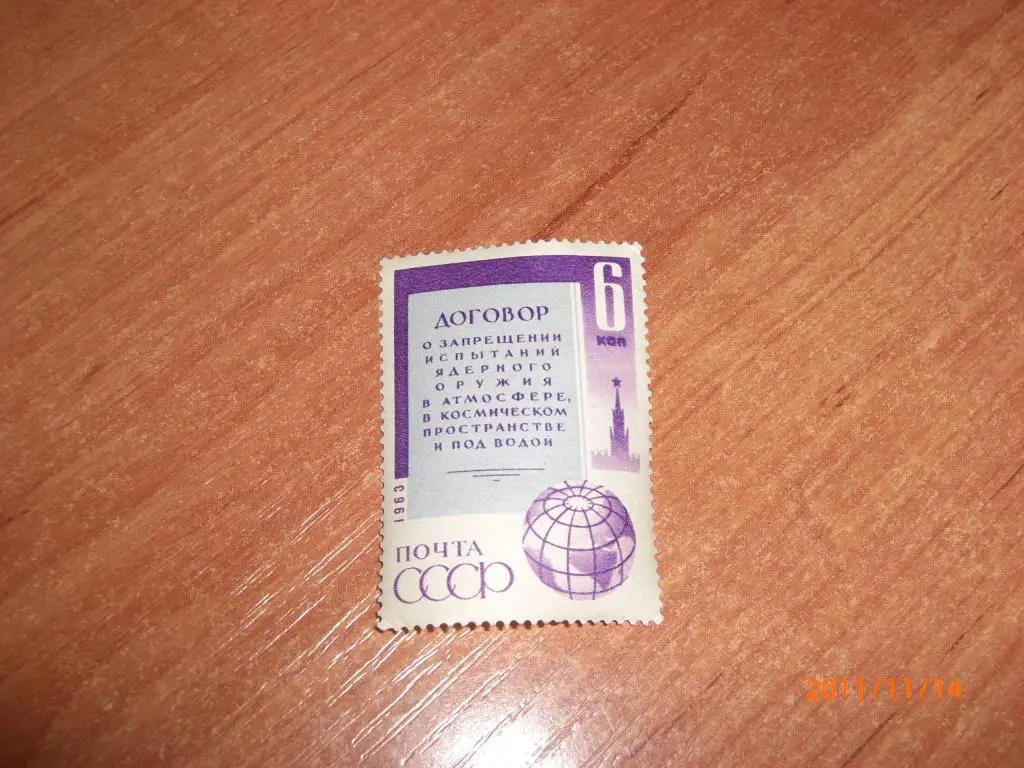 6
коп
ДОГОВОР
О ЗАПРЕЩЕНИИ
ИСПЫТАНИЙ
ЯДЕРНОГО
ОРУЖИЯ
В АТМОСФЕРЕ,
В КОСМИЧЕСКОМ
ПРОСТРАНСТВЕ
И ПОД ВОДОЙ
1963
ПОЧТА
СССР
2011/11/14